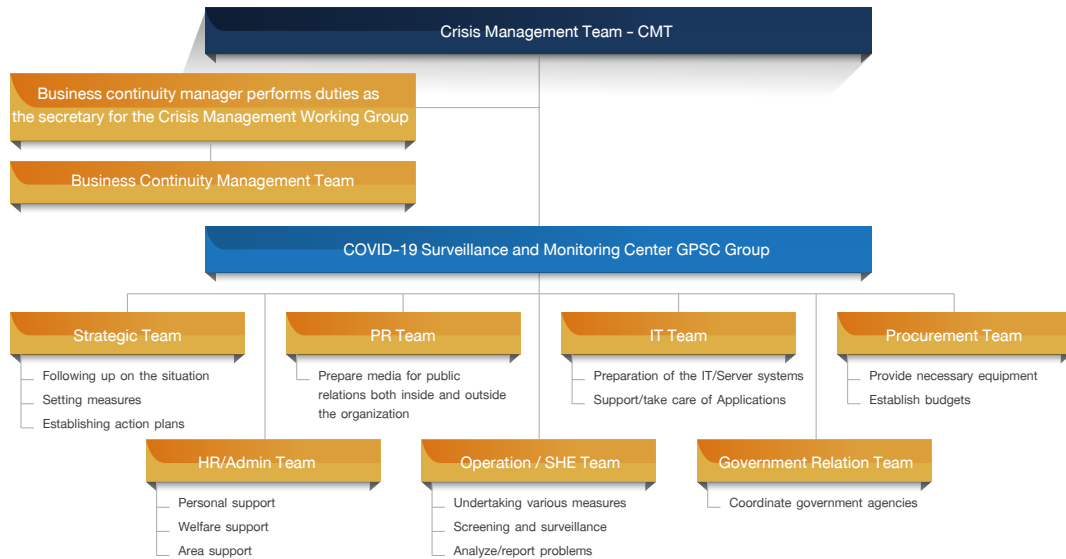 Crisis Management Team - CMT
Business continuity manager performs duties as
the secretary for the Crisis Management Working Group
Business Continuity Management Team
COVID-19 Surveillance and Monitoring Center GPSC Group
Strategic Team
Following up on the situation
Setting measures
Establishing action plans
PR Team
Prepare media for public
relations both inside and outside
the organization
IT Team
Preparation of the IT/Server systems
Support/take care of Applications
Procurement Team
Provide necessary equipment
Establish budgets
HR/Admin Team
Personal support
Welfare support
Area support
Operation / SHE Team
Undertaking various measures
Screening and surveillance
Analyze/report problems
Government Relation Team
Coordinate government agencies